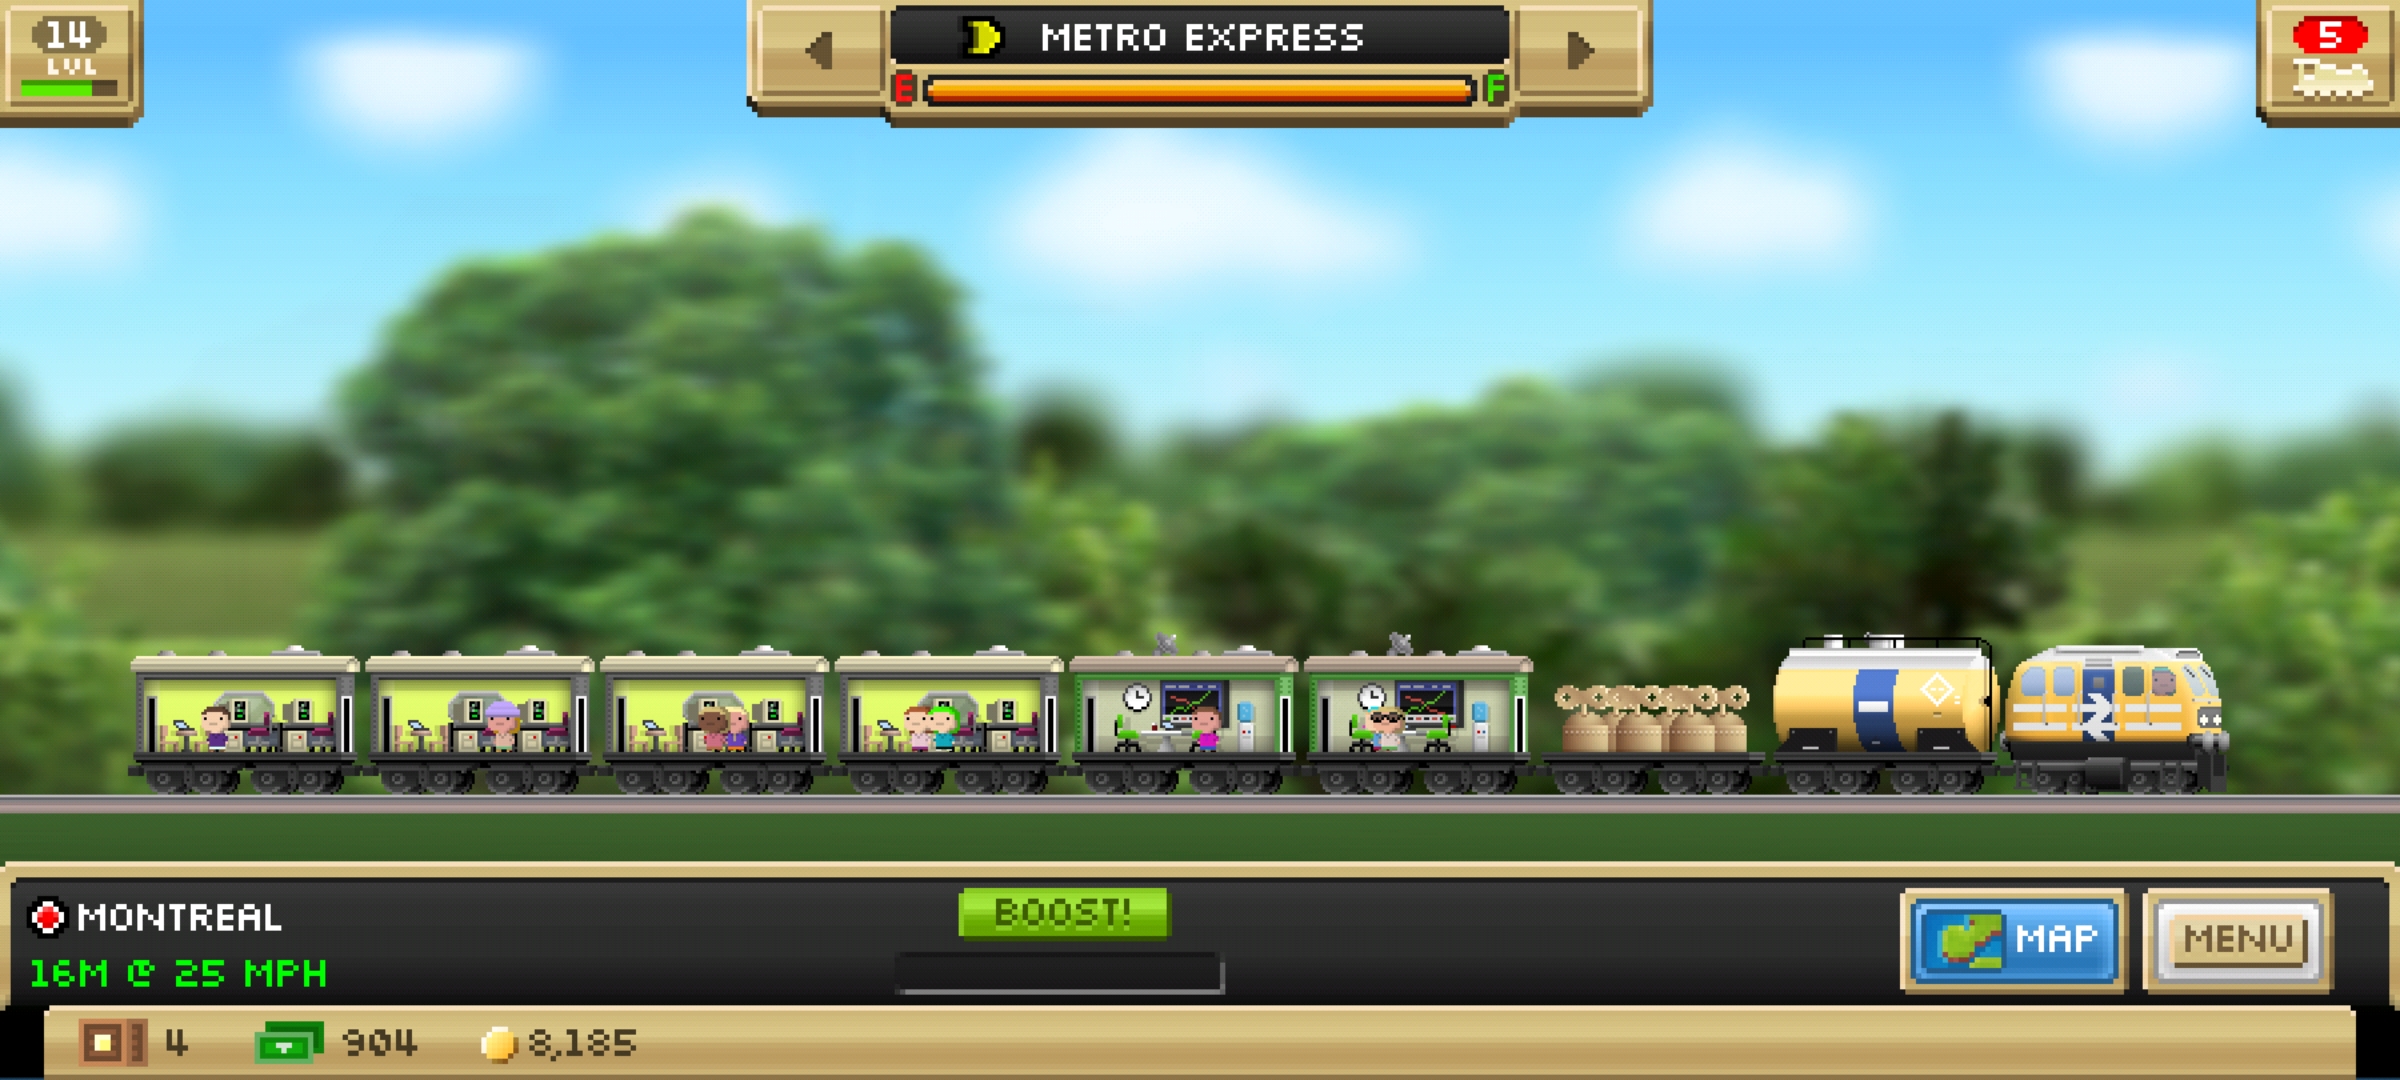 14
LVL
METRO EXPRESS
E F
5
MONTREAL
16M @ 25 MPH
BOOST!
MAP
MENU
4 904 8,185